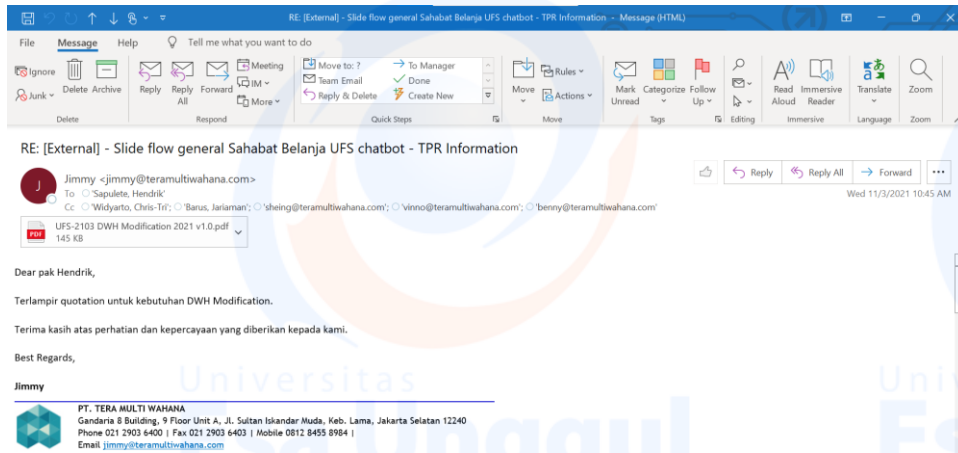 RE: [External] - Slide flow general Sahabat Belanja UFS chatbot - TPR Information - Message (HTML)
File Message Help Tell me what you want to do
Ignore
Junk
Delete
Archive
Reply
Reply All
Forward
Meeting
IM
More
Move to: ?
Team Email
Reply & Delete
To Manager
Done
Create New
Move
Rules
Actions
Mark Unread
Categorize
Follow Up
Read Aloud
Immersive Reader
Translate
Zoom
Delete Respond Quick Steps Move Tags Editing Immersive Language Zoom
RE: [External] - Slide flow general Sahabat Belanja UFS chatbot - TPR Information
J
Jimmy <jimmy@teramultiwahana.com>
To 'Sapulete, Hendrik'
Cc 'Widyarto, Chris-Tri'; 'Barus, Jariaman'; 'sheing@teramultiwahana.com'; 'vinno@teramultiwahana.com'; 'benny@teramultiwahana.com'
Reply Reply All Forward ...
Wed 11/3/2021 10:45 AM
PDF
UFS-2103 DWH Modification 2021 v1.0.pdf
145 KB
Dear pak Hendrik,
Terlampir quotation untuk kebutuhan DWH Modification.
Terima kasih atas perhatian dan kepercayaan yang diberikan kepada kami.
Best Regards,
Jimmy
PT. TERA MULTI WAHANA
Gandaria 8 Building, 9 Floor Unit A, Jl. Sultan Iskandar Muda, Keb. Lama, Jakarta Selatan 12240
Phone 021 2903 6400 | Fax 021 2903 6403 | Mobile 0812 8455 8984 |
Email jimmy@teramultiwahana.com
Universitas